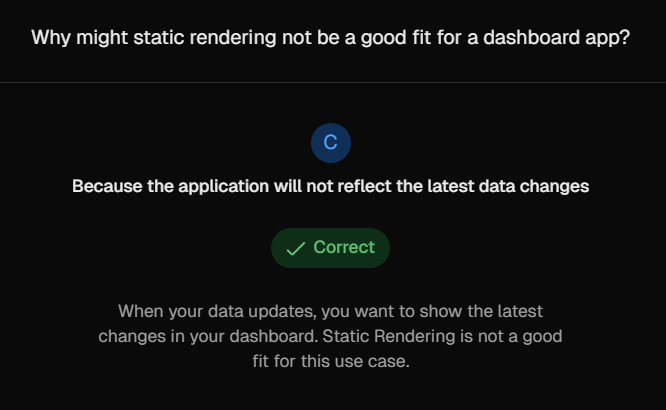 Why might static rendering not be a good fit for a dashboard app?
C
Because the application will not reflect the latest data changes
Correct
When your data updates, you want to show the latest
changes in your dashboard. Static Rendering is not a good
fit for this use case.